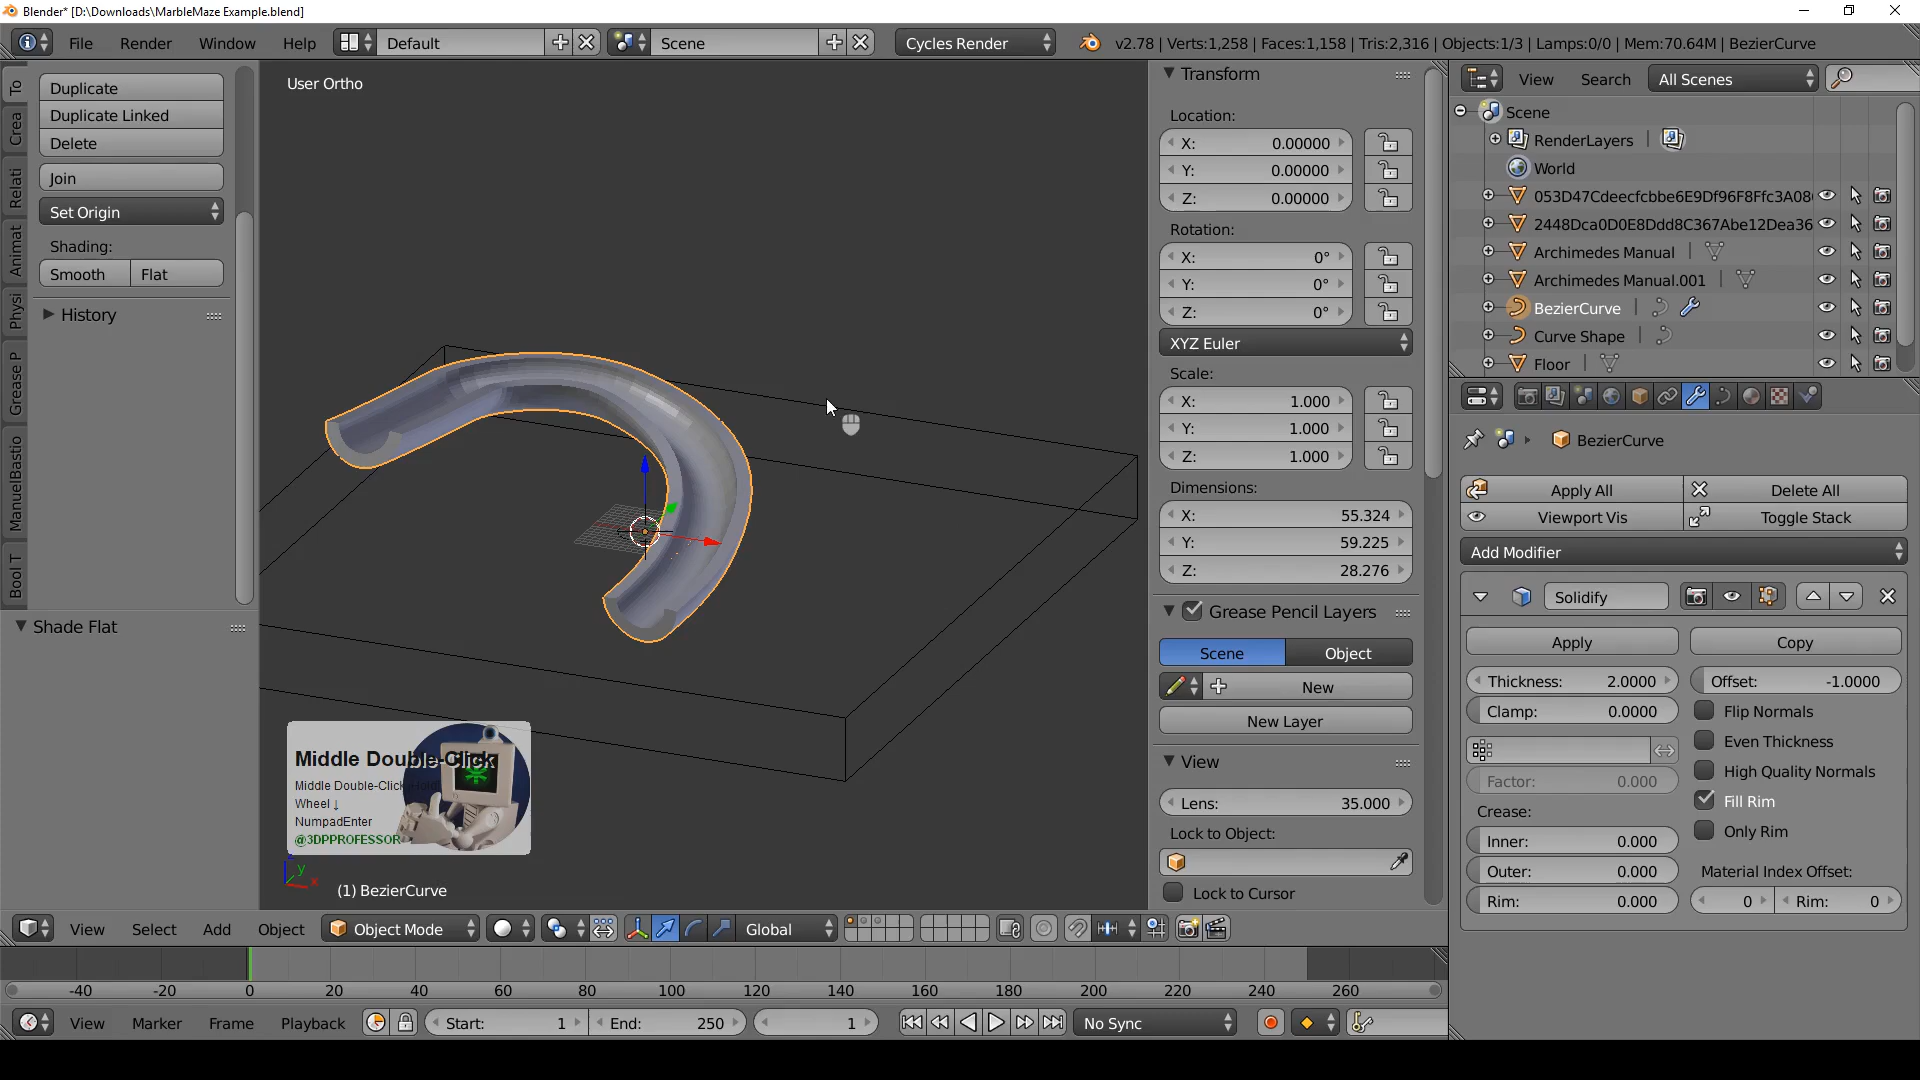 Blender* [D:\Downloads\MarbleMaze Example.blend]
File Render Window Help Default Scene Cycles Render v2.78 | Verts:1,258 | Faces:1,158 | Tris:2,316 | Objects:1/3 | Lamps:0/0 | Mem:70.64M | BezierCurve
To
Crea
Relati
Animat
Physi
Grease P
ManuelBastio
Bool T
Duplicate
Duplicate Linked
Delete
Join
Set Origin
Shading:
Smooth Flat
History
Shade Flat
User Ortho
Middle Double-Click
Middle Double-Click
Wheel ↓
NumpadEnter
@3DPPROFESSOR
y
x
(1) BezierCurve
Transform
Location:
X: 0.00000
Y: 0.00000
Z: 0.00000
Rotation:
X: 0°
Y: 0°
Z: 0°
XYZ Euler
Scale:
X: 1.000
Y: 1.000
Z: 1.000
Dimensions:
X: 55.324
Y: 59.225
Z: 28.276
Grease Pencil Layers
Scene Object
New
New Layer
View
Lens: 35.000
Lock to Object:
Lock to Cursor
View Search All Scenes
Scene
RenderLayers
World
053D47Cdeecfcbbe6E9Df96F8Ffc3A08
2448Dca0D0E8Ddd8C367Abe12Dea36
Archimedes Manual
Archimedes Manual.001
BezierCurve
Curve Shape
Floor
BezierCurve
Apply All Delete All
Viewport Vis Toggle Stack
Add Modifier
Solidify
Apply Copy
Thickness: 2.0000 Offset: -1.0000
Clamp: 0.0000 Flip Normals
Even Thickness
Factor: 0.000 High Quality Normals
Crease: Fill Rim
Inner: 0.000 Only Rim
Outer: 0.000 Material Index Offset:
Rim: 0.000 0 Rim: 0
View Select Add Object Object Mode Global
-40 -20 0 20 40 60 80 100 120 140 160 180 200 220 240 260
View Marker Frame Playback Start: 1 End: 250 1 No Sync